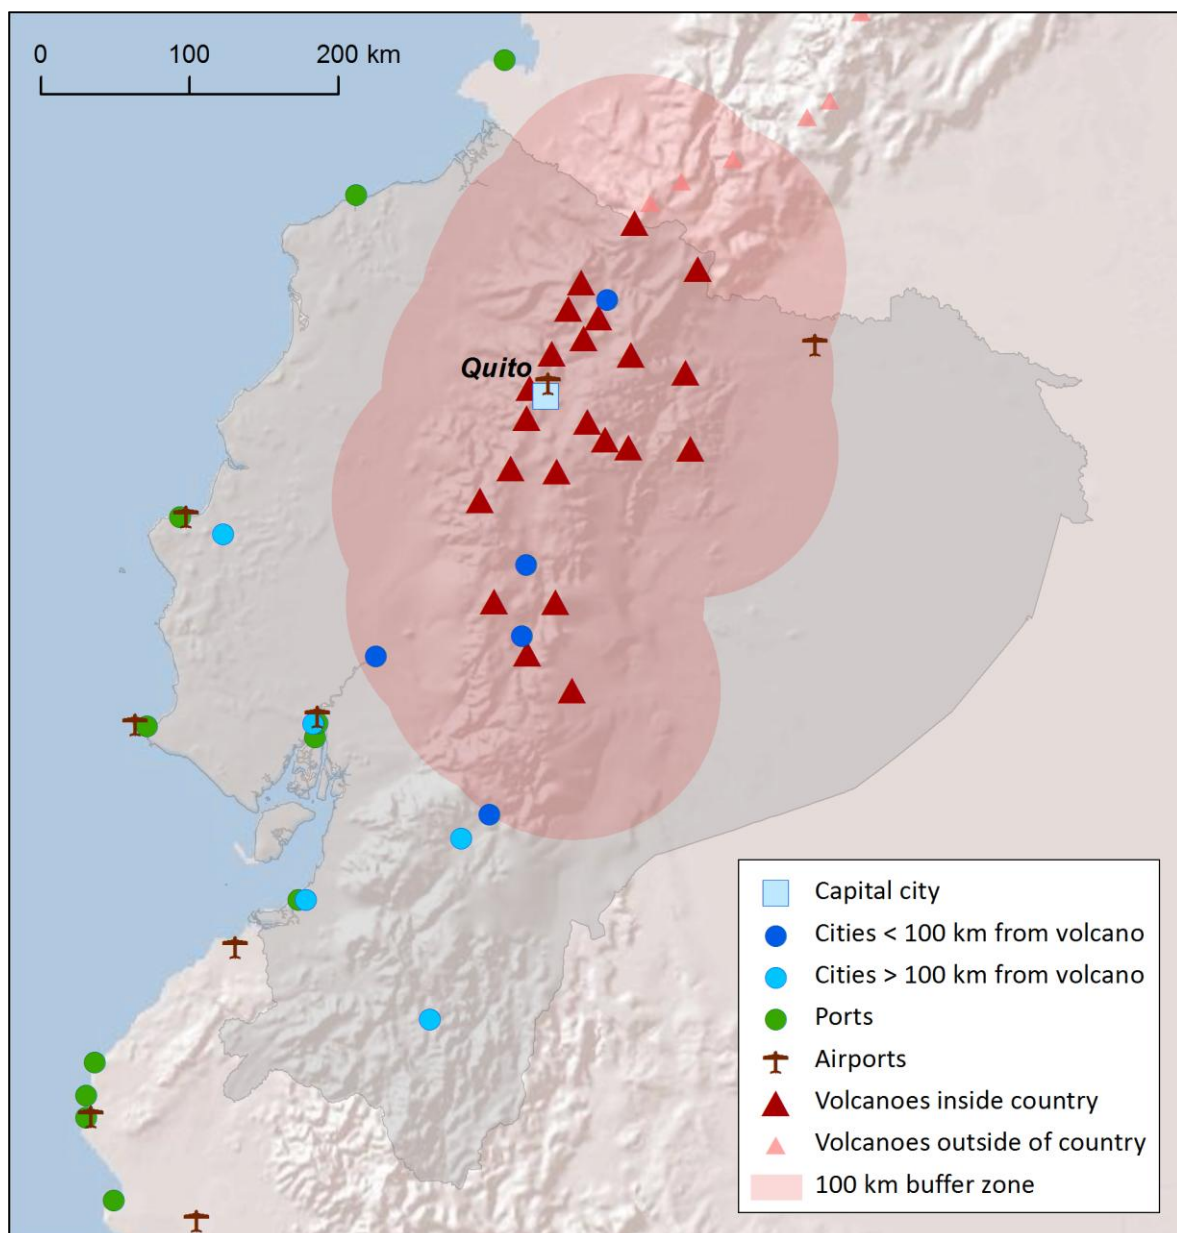 0 100 200 km
Quito
Capital city
Cities < 100 km from volcano
Cities > 100 km from volcano
Ports
Airports
Volcanoes inside country
Volcanoes outside of country
100 km buffer zone